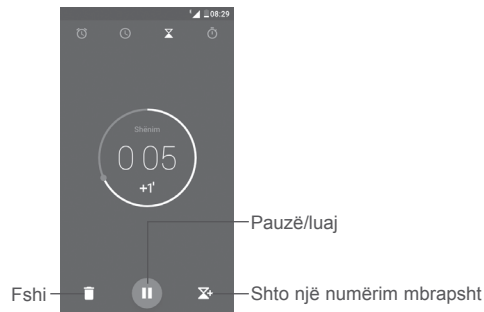 08:29
Shënim
0 05
+1'
Pauzë/luaj
Fshi
Shto një numërim mbrapsht